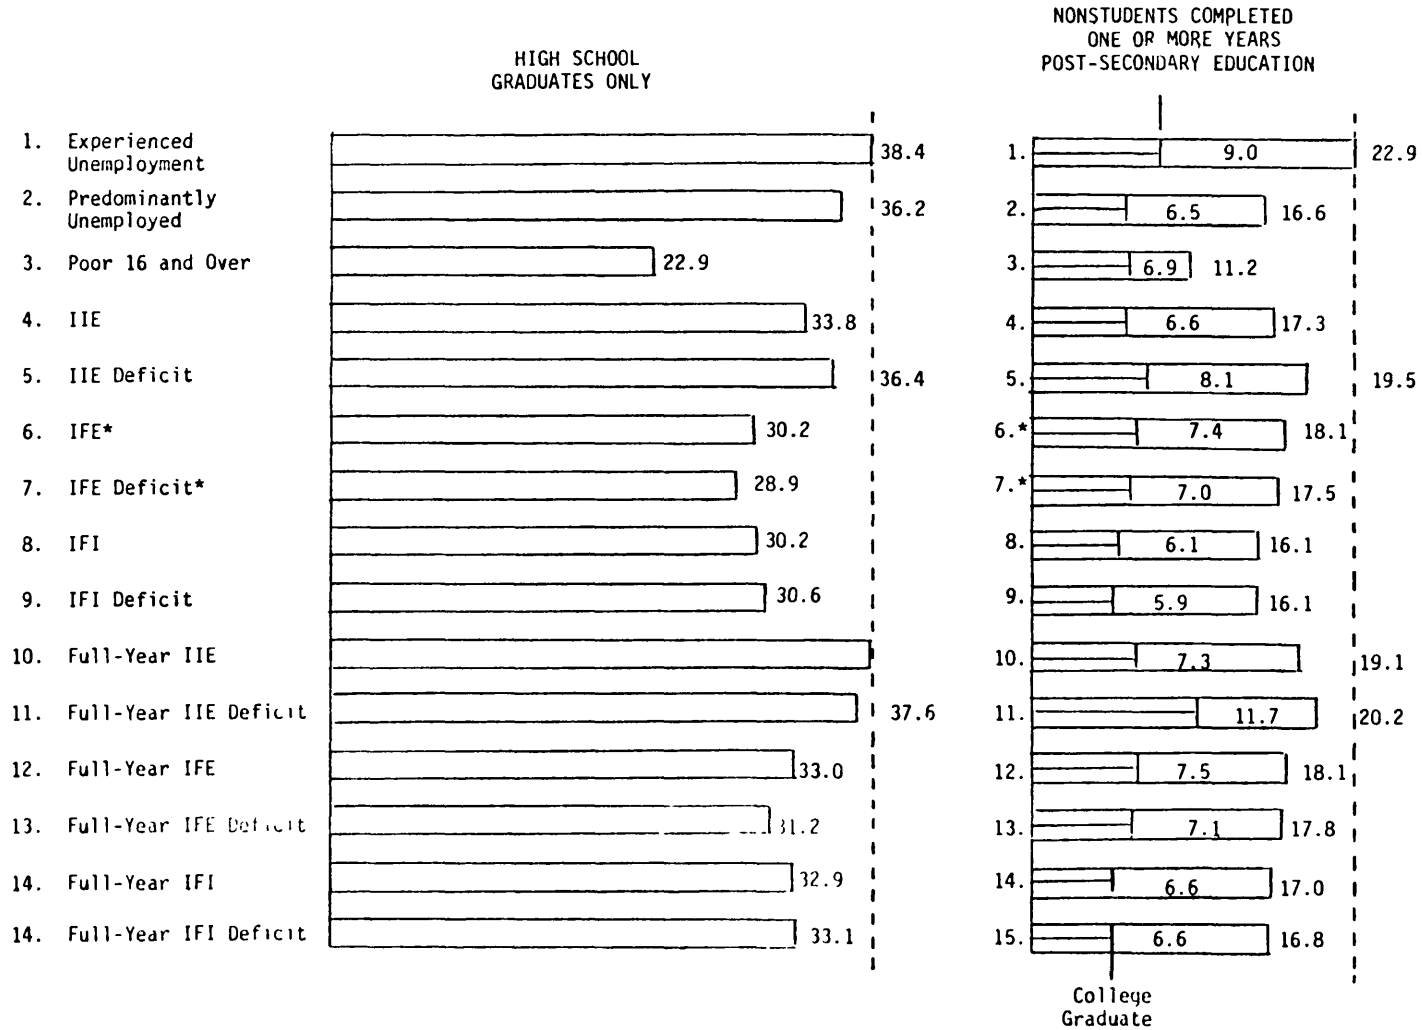 HIGH SCHOOL
GRADUATES ONLY
NONSTUDENTS COMPLETED
ONE OR MORE YEARS
POST-SECONDARY EDUCATION
1. Experienced
Unemployment
38.4
1. 9.0 22.9
2. Predominantly
Unemployed
36.2
2. 6.5 16.6
3. Poor 16 and Over 22.9
3. 6.9 11.2
4. IIE 33.8
4. 6.6 17.3
5. IIE Deficit 36.4
5. 8.1 19.5
6. IFE* 30.2
6.* 7.4 18.1
7. IFE Deficit* 28.9
7.* 7.0 17.5
8. IFI 30.2
8. 6.1 16.1
9. IFI Deficit 30.6
9. 5.9 16.1
10. Full-Year IIE
10. 7.3 19.1
11. Full-Year IIE Deficit 37.6
11. 11.7 20.2
12. Full-Year IFE 33.0
12. 7.5 18.1
13. Full-Year IFE Deficit 31.2
13. 7.1 17.8
14. Full-Year IFI 32.9
14. 6.6 17.0
14. Full-Year IFI Deficit 33.1
15. 6.6 16.8
College
Graduate